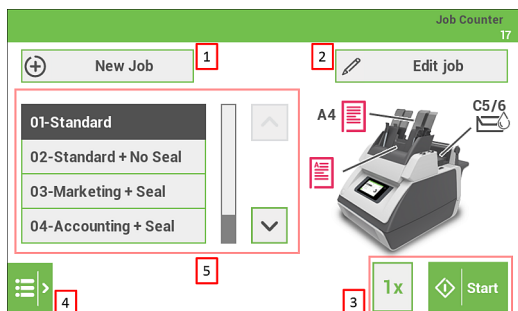 Job Counter
17
New Job
1
2
Edit job
01-Standard
02-Standard + No Seal
03-Marketing + Seal
04-Accounting + Seal
A4
C5/6
A
5
4
3
1x
Start